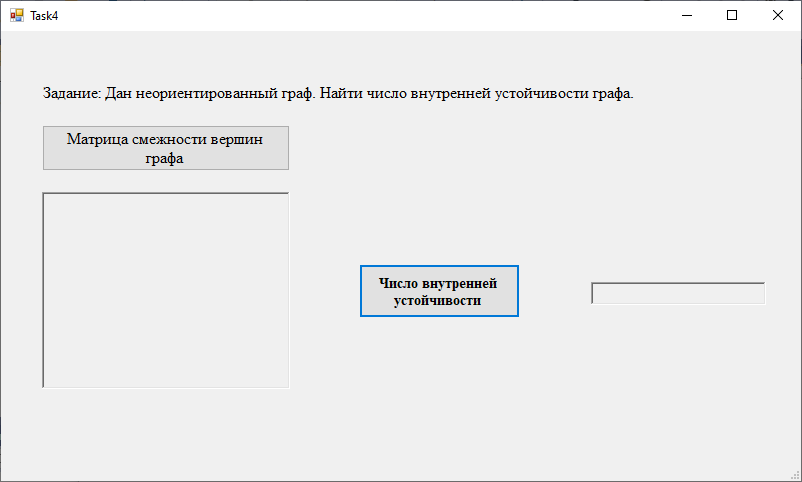 Task4
Задание: Дан неориентированный граф. Найти число внутренней устойчивости графа.
Матрица смежности вершин
графа
Число внутренней
устойчивости